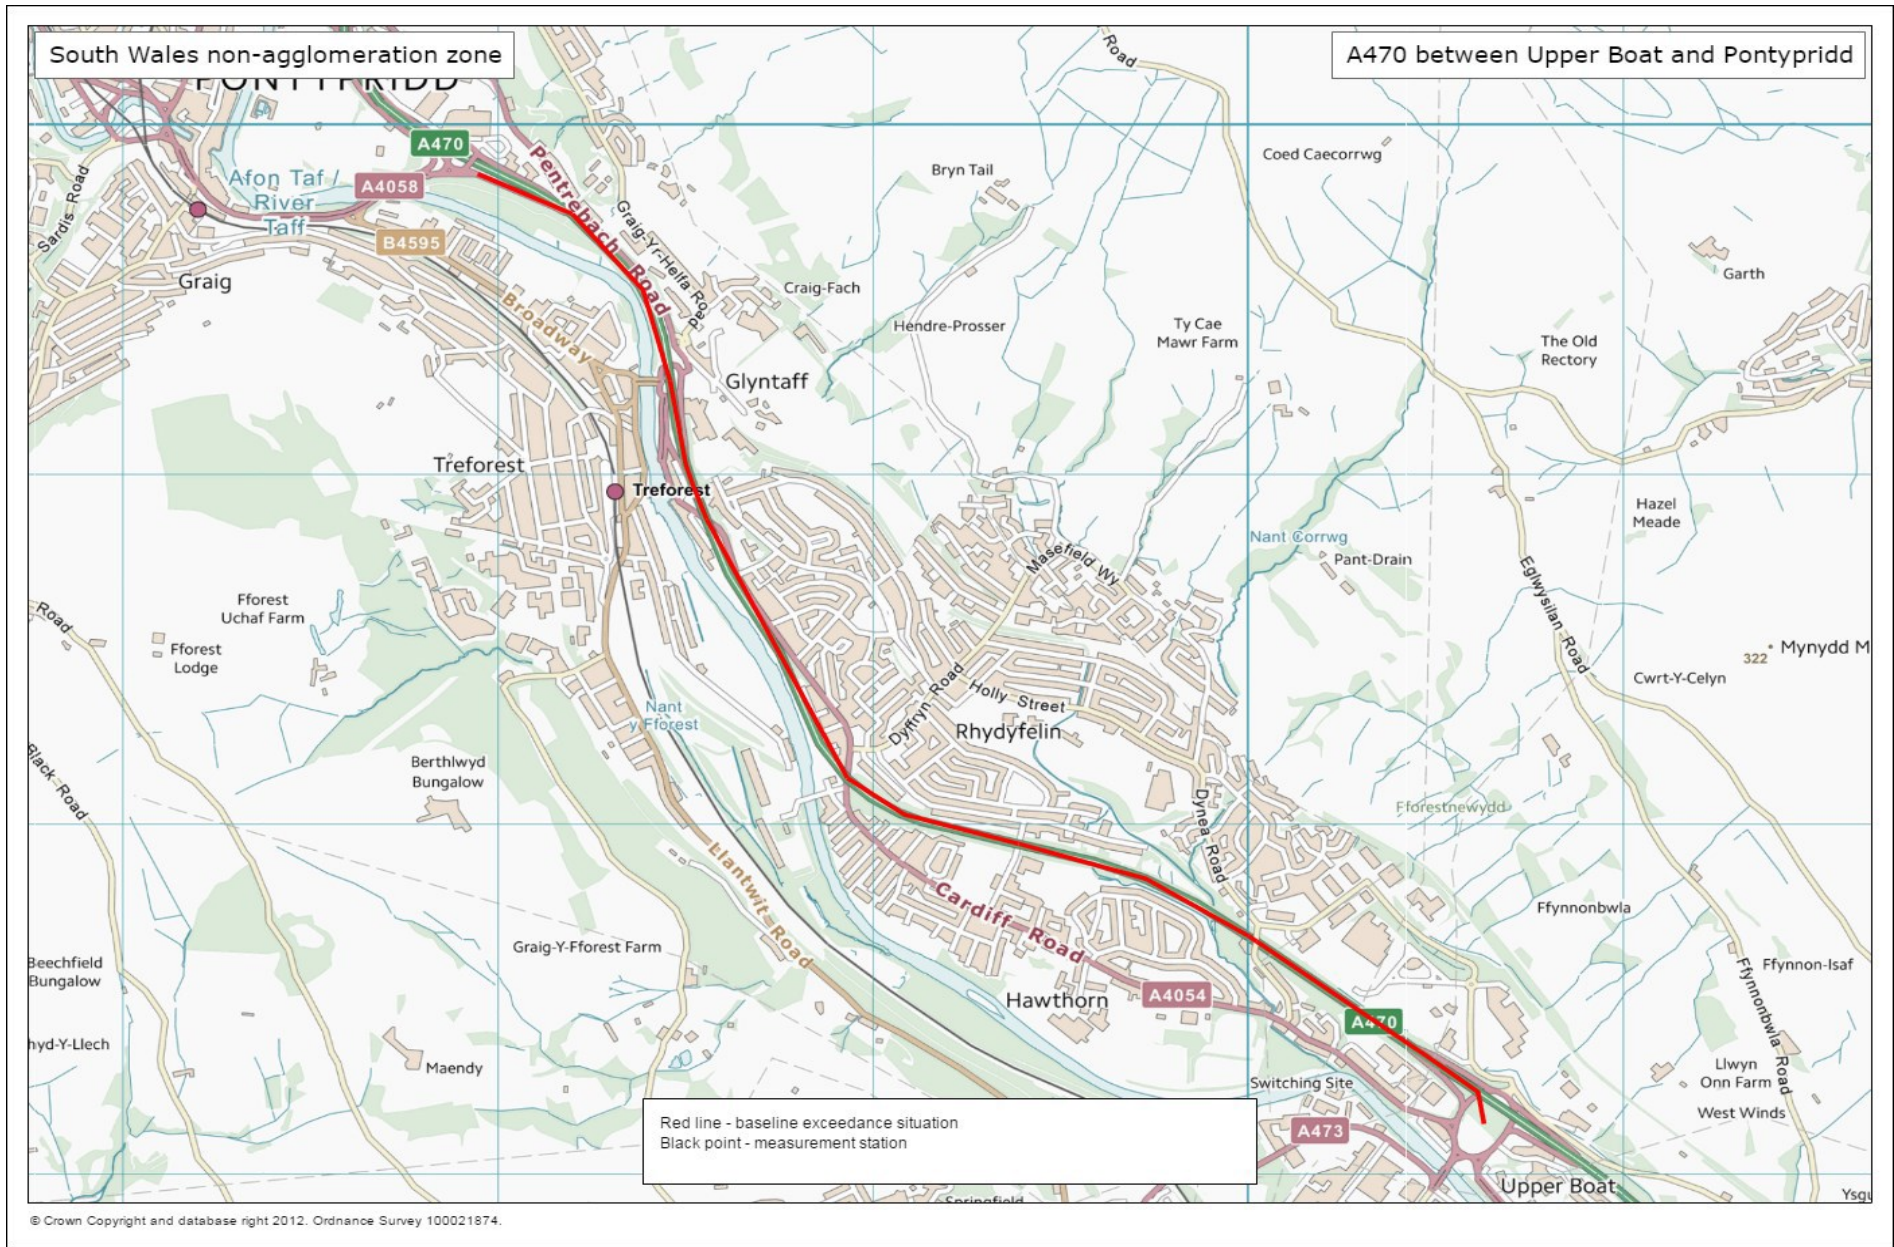 South Wales non-agglomeration zone
A470 between Upper Boat and Pontypridd
PONTYPRIDD
A470
A4058
Afon Taf /
River
Taff
B4595
Sardis Road
Graig
Pentrebach Road
Graig-Yr-Helfa Road
Broadway
Craig-Fach
Glyntaff
Bryn Tail
Hendre-Prosser
Road
Coed Caecorrwg
Ty Cae
Mawr Farm
The Old
Rectory
Garth
Treforest
Treforest
Hazel
Meade
Nant Corrwg
Pant-Drain
Masefield Wy
Eglwysilan Road
Fforest
Uchaf Farm
Fforest
Lodge
Road
322
Mynydd M
Cwrt-Y-Celyn
Holly Street
Dyffryn Road
Rhydyfelin
Nant
y Fforest
Berthlwyd
Bungalow
Black Road
Dynea Road
Fforestnewydd
Llantwit Road
Cardiff Road
Ffynnonbwla
Graig-Y-Fforest Farm
Beechfield
Bungalow
Ffynnon-Isaf
Ffynnonbwla Road
Hawthorn
A4054
A470
hyd-Y-Llech
Maendy
Switching Site
Llwyn
Onn Farm
West Winds
A473
Red line - baseline exceedance situation
Black point - measurement station
Upper Boat
Springfield
Ysgu
© Crown Copyright and database right 2012. Ordnance Survey 100021874.